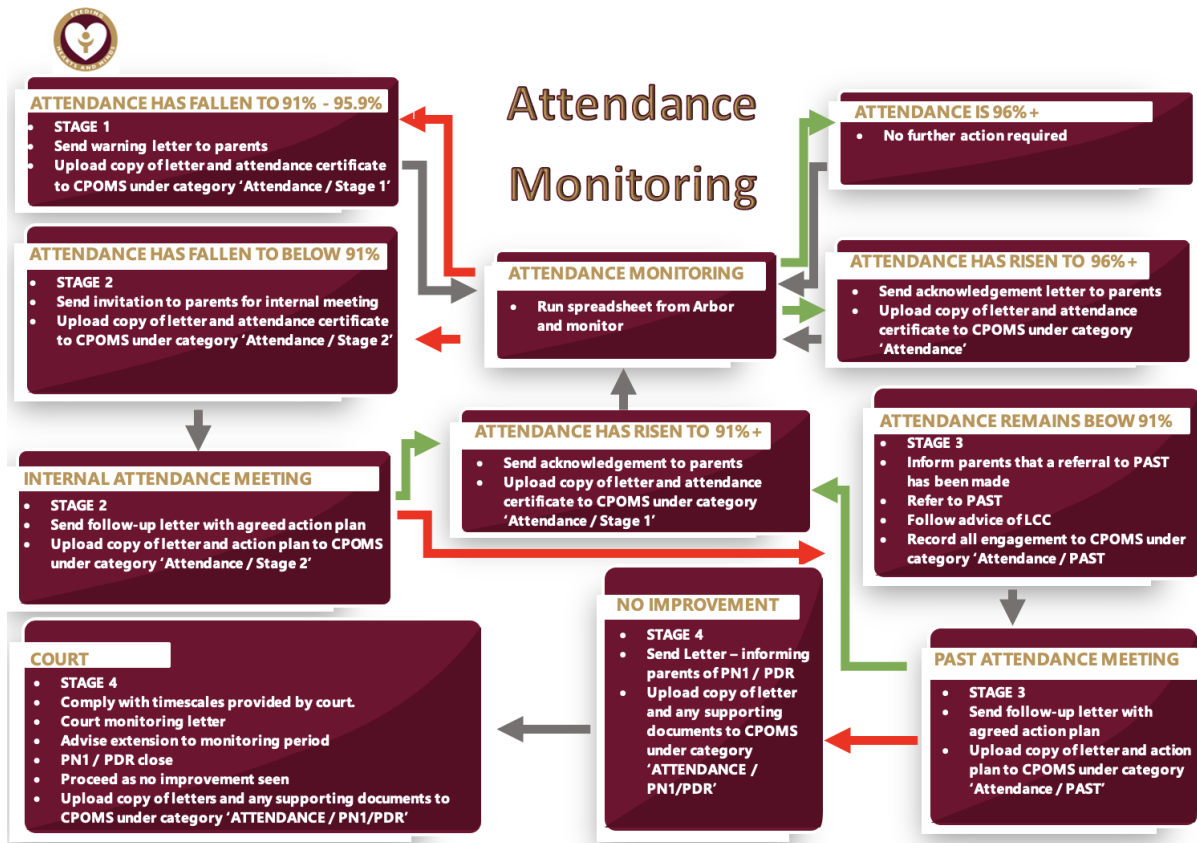 FEEDING
HEARTS AND MINDS
Attendance
Monitoring
ATTENDANCE HAS FALLEN TO 91% - 95.9%
• STAGE 1
• Send warning letter to parents
• Upload copy of letter and attendance certificate
to CPOMS under category ‘Attendance / Stage 1’
ATTENDANCE IS 96%+
• No further action required
ATTENDANCE HAS FALLEN TO BELOW 91%
• STAGE 2
• Send invitation to parents for internal meeting
• Upload copy of letter and attendance certificate
to CPOMS under category ‘Attendance / Stage 2’
ATTENDANCE MONITORING
• Run spreadsheet from Arbor
and monitor
ATTENDANCE HAS RISEN TO 96%+
• Send acknowledgement letter to parents
• Upload copy of letter and attendance
certificate to CPOMS under category
‘Attendance’
INTERNAL ATTENDANCE MEETING
• STAGE 2
• Send follow-up letter with agreed action plan
• Upload copy of letter and action plan to CPOMS
under category ‘Attendance / Stage 2’
ATTENDANCE HAS RISEN TO 91%+
• Send acknowledgement to parents
• Upload copy of letter and attendance
certificate to CPOMS under category
‘Attendance / Stage 1’
ATTENDANCE REMAINS BEOW 91%
• STAGE 3
• Inform parents that a referral to PAST
has been made
• Refer to PAST
• Follow advice of LCC
• Record all engagement to CPOMS under
category ‘Attendance / PAST
PAST ATTENDANCE MEETING
• STAGE 3
• Send follow-up letter with
agreed action plan
• Upload copy of letter and action
plan to CPOMS under category
‘Attendance / PAST’
NO IMPROVEMENT
• STAGE 4
• Send Letter – informing
parents of PN1 / PDR
• Upload copy of letter
and any supporting
documents to CPOMS
under category
‘ATTENDANCE /
PN1/PDR’
COURT
• STAGE 4
• Comply with timescales provided by court.
• Court monitoring letter
• Advise extension to monitoring period
• PN1 / PDR close
• Proceed as no improvement seen
• Upload copy of letters and any supporting documents to
CPOMS under category ‘ATTENDANCE / PN1/PDR’